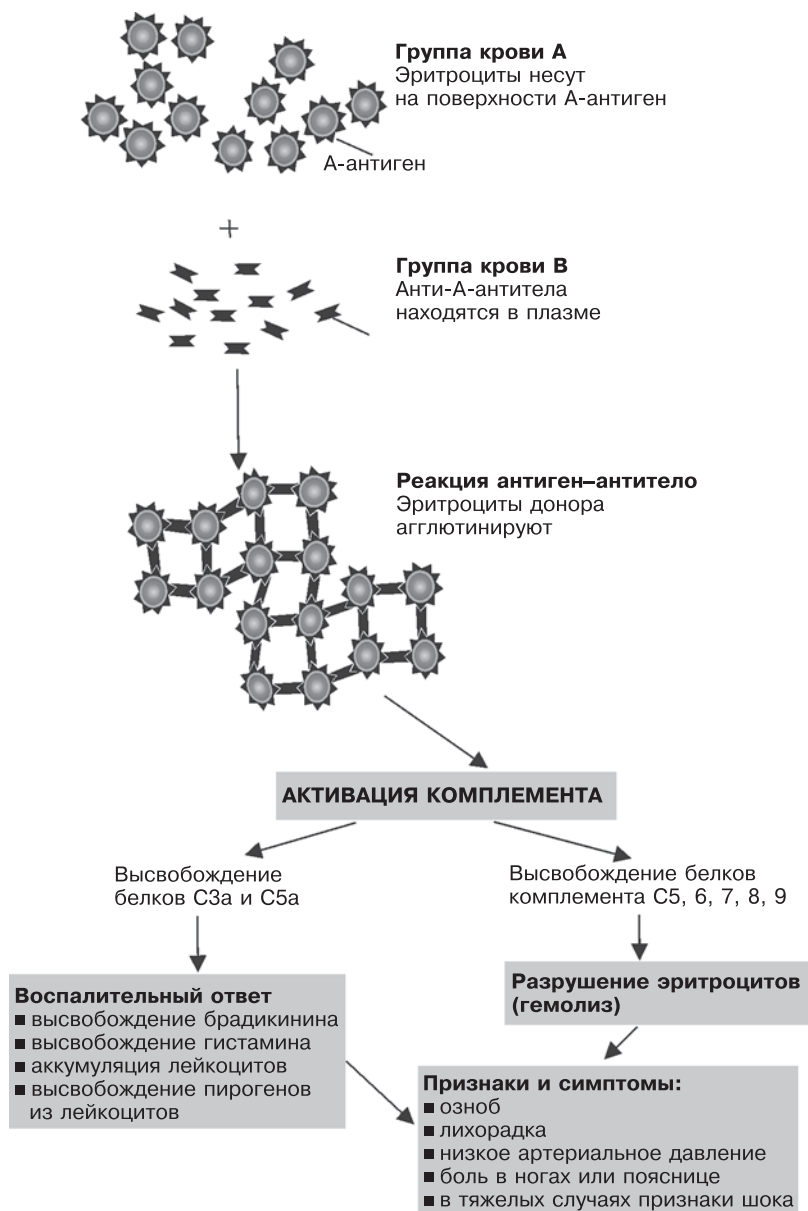 Группа крови А
Эритроциты несут
на поверхности А-антиген
А-антиген
+
Группа крови В
Анти-А-антитела
находятся в плазме
Реакция антиген–антитело
Эритроциты донора
агглютинируют
АКТИВАЦИЯ КОМПЛЕМЕНТА
Высвобождение
белков С3а и С5а
Высвобождение белков
комплемента С5, 6, 7, 8, 9
Воспалительный ответ
■ высвобождение брадикинина
■ высвобождение гистамина
■ аккумуляция лейкоцитов
■ высвобождение пирогенов
из лейкоцитов
Разрушение эритроцитов
(гемолиз)
Признаки и симптомы:
■ озноб
■ лихорадка
■ низкое артериальное давление
■ боль в ногах или пояснице
■ в тяжелых случаях признаки шока